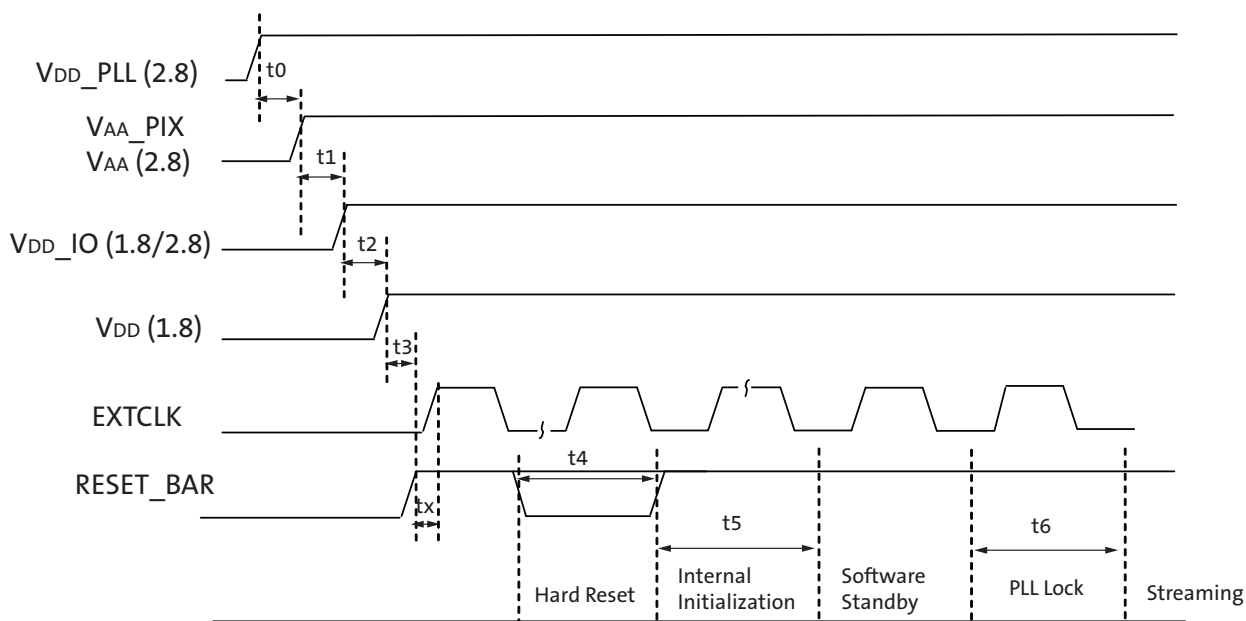 VDD_PLL (2.8)
t0
VAA_PIX
VAA (2.8)
t1
VDD_IO (1.8/2.8)
t2
VDD (1.8)
t3
EXTCLK
RESET_BAR
tx
t4
t5
t6
Hard Reset
Internal
Initialization
Software
Standby
PLL Lock
Streaming